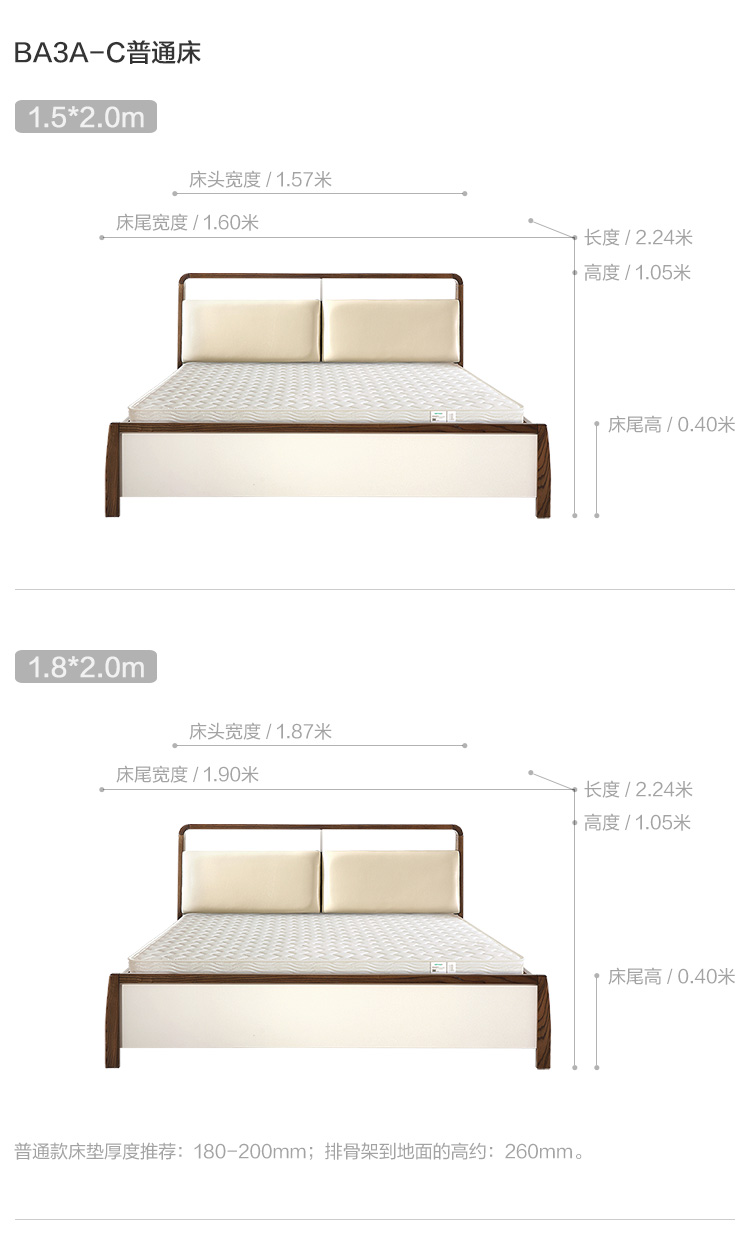 BA3A-C普通床
1.5*2.0m
床头宽度 / 1.57米
床尾宽度 / 1.60米
长度 / 2.24米
高度 / 1.05米
床尾高 / 0.40米
1.8*2.0m
床头宽度 / 1.87米
床尾宽度 / 1.90米
长度 / 2.24米
高度 / 1.05米
床尾高 / 0.40米
普通款床垫厚度推荐：180-200mm；排骨架到地面的高约：260mm。